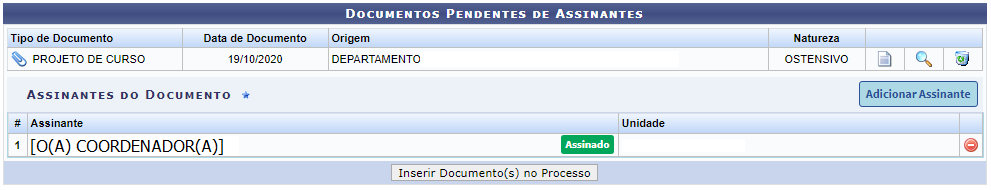 DOCUMENTOS PENDENTES DE ASSINANTES
Tipo de Documento Data de Documento Origem Natureza
PROJETO DE CURSO 19/10/2020 DEPARTAMENTO OSTENSIVO
ASSINANTES DO DOCUMENTO Adicionar Assinante
# Assinante Unidade
1 [O(A) COORDENADOR(A)] Assinado
Inserir Documento(s) no Processo